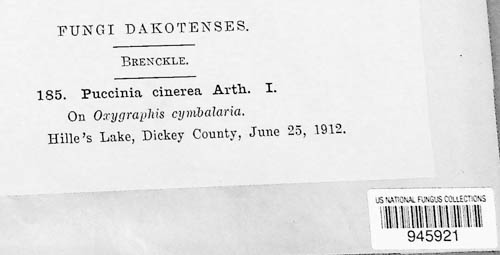 FUNGI DAKOTENSES.
BRENCKLE.
185. Puccinia cinerea Arth. I.
On Oxygraphis cymbalaria.
Hille's Lake, Dickey County, June 25, 1912.
US NATIONAL FUNGUS COLLECTIONS
945921